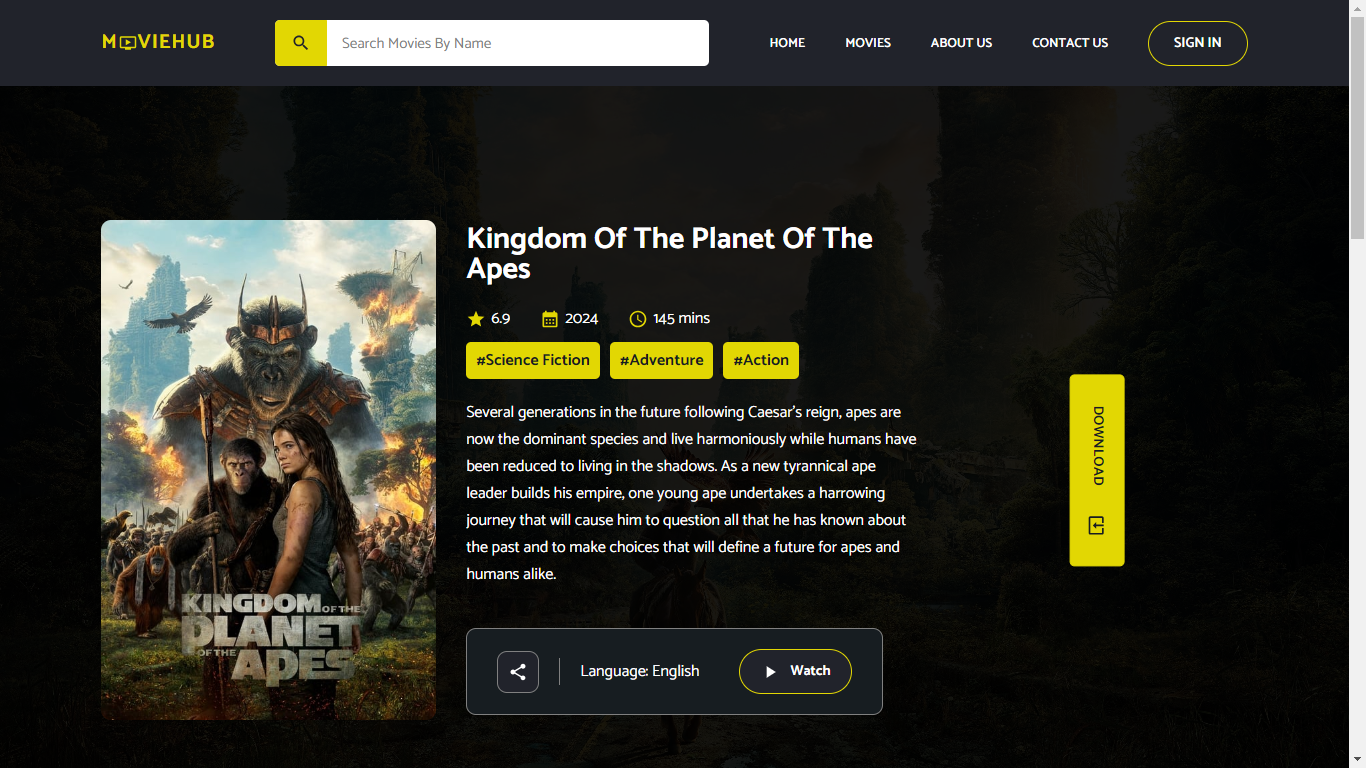 MOVIEHUB
Search Movies By Name
HOME
MOVIES
ABOUT US
CONTACT US
SIGN IN
KINGDOM OF THE
PLANET
OF THE APES
Kingdom Of The Planet Of The
Apes
6.9
2024
145 mins
#Science Fiction
#Adventure
#Action
Several generations in the future following Caesar's reign, apes are
now the dominant species and live harmoniously while humans have
been reduced to living in the shadows. As a new tyrannical ape
leader builds his empire, one young ape undertakes a harrowing
journey that will cause him to question all that he has known about
the past and to make choices that will define a future for apes and
humans alike.
Language: English
Watch
DOWNLOAD